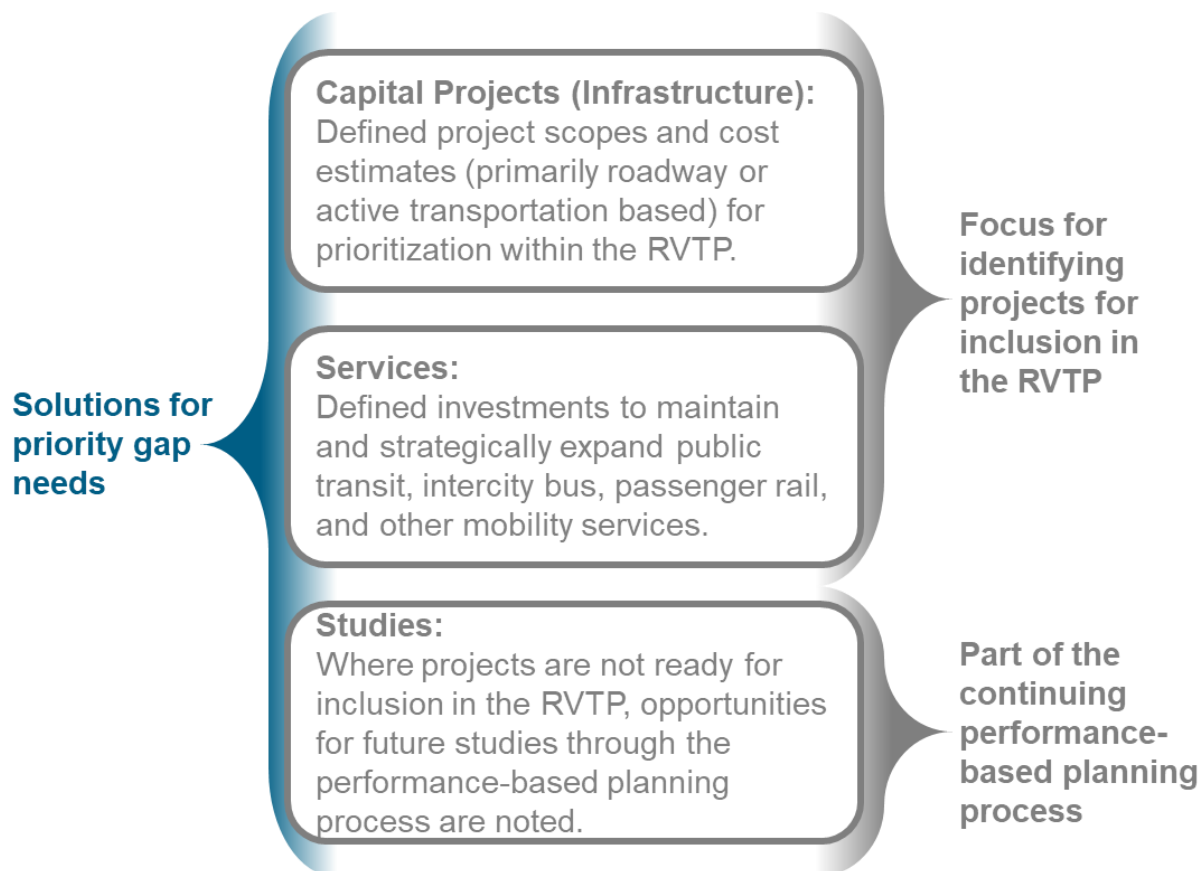 Solutions for
priority gap
needs
Capital Projects (Infrastructure):
Defined project scopes and cost
estimates (primarily roadway or
active transportation based) for
prioritization within the RVTP.
Services:
Defined investments to maintain
and strategically expand public
transit, intercity bus, passenger rail,
and other mobility services.
Studies:
Where projects are not ready for
inclusion in the RVTP, opportunities
for future studies through the
performance-based planning
process are noted.
Focus for
identifying
projects for
inclusion in
the RVTP
Part of the
continuing
performance-
based planning
process